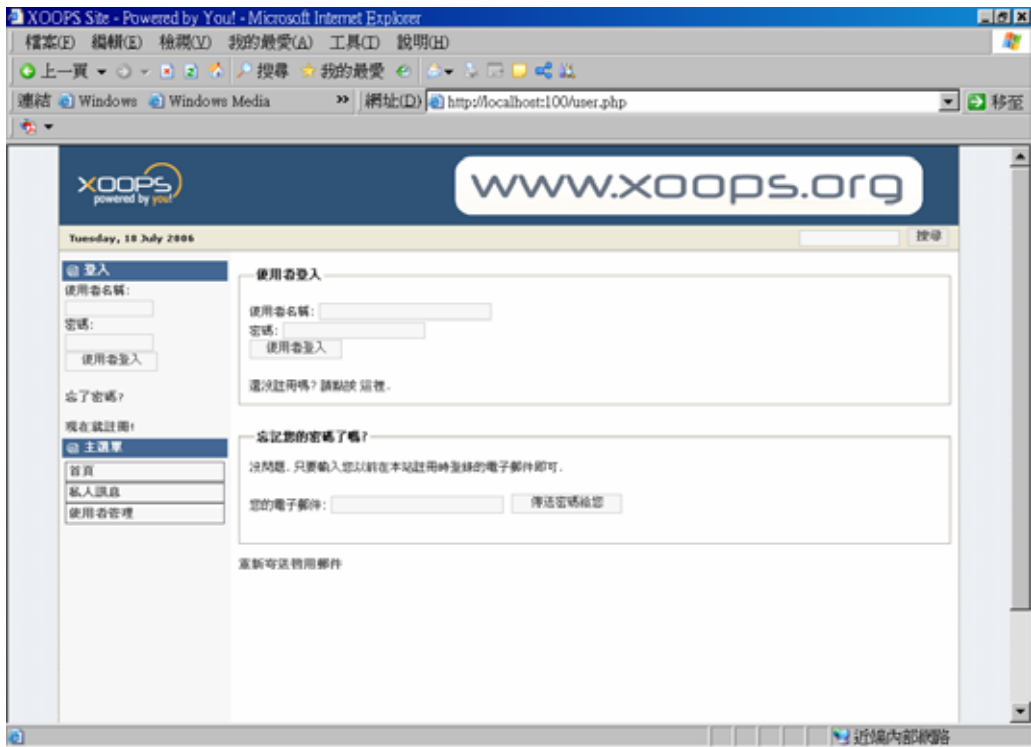 XOOPS Site - Powered by You! - Microsoft Internet Explorer
檔案(F) 編輯(E) 檢視(V) 我的最愛(A) 工具(T) 說明(H)
上一頁 搜尋 我的最愛
連結 Windows Windows Media » 網址(D) http://localhost:100/user.php 移至
XOOPS powered by you!
www.xoops.org
Tuesday, 18 July 2006 搜尋
登入
使用者名稱:
密碼:
使用者登入
忘了密碼?
現在就註冊!
主選單
首頁
私人訊息
使用者管理
使用者登入
使用者名稱:
密碼:
使用者登入
還沒註冊嗎? 請點按 這裡.
忘記您的密碼了嗎?
沒問題. 只要輸入您以前在本站註冊時登錄的電子郵件即可.
您的電子郵件: 傳送密碼給您
重新寄送啟用郵件
近端內部網路